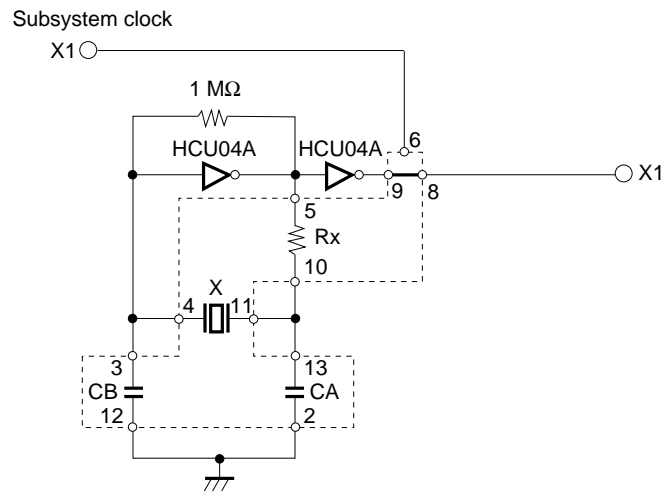 Subsystem clock
X1
1 MΩ
HCU04A HCU04A
6
9 8
X1
5
Rx
10
X
4 11
3 13
CB CA
12 2